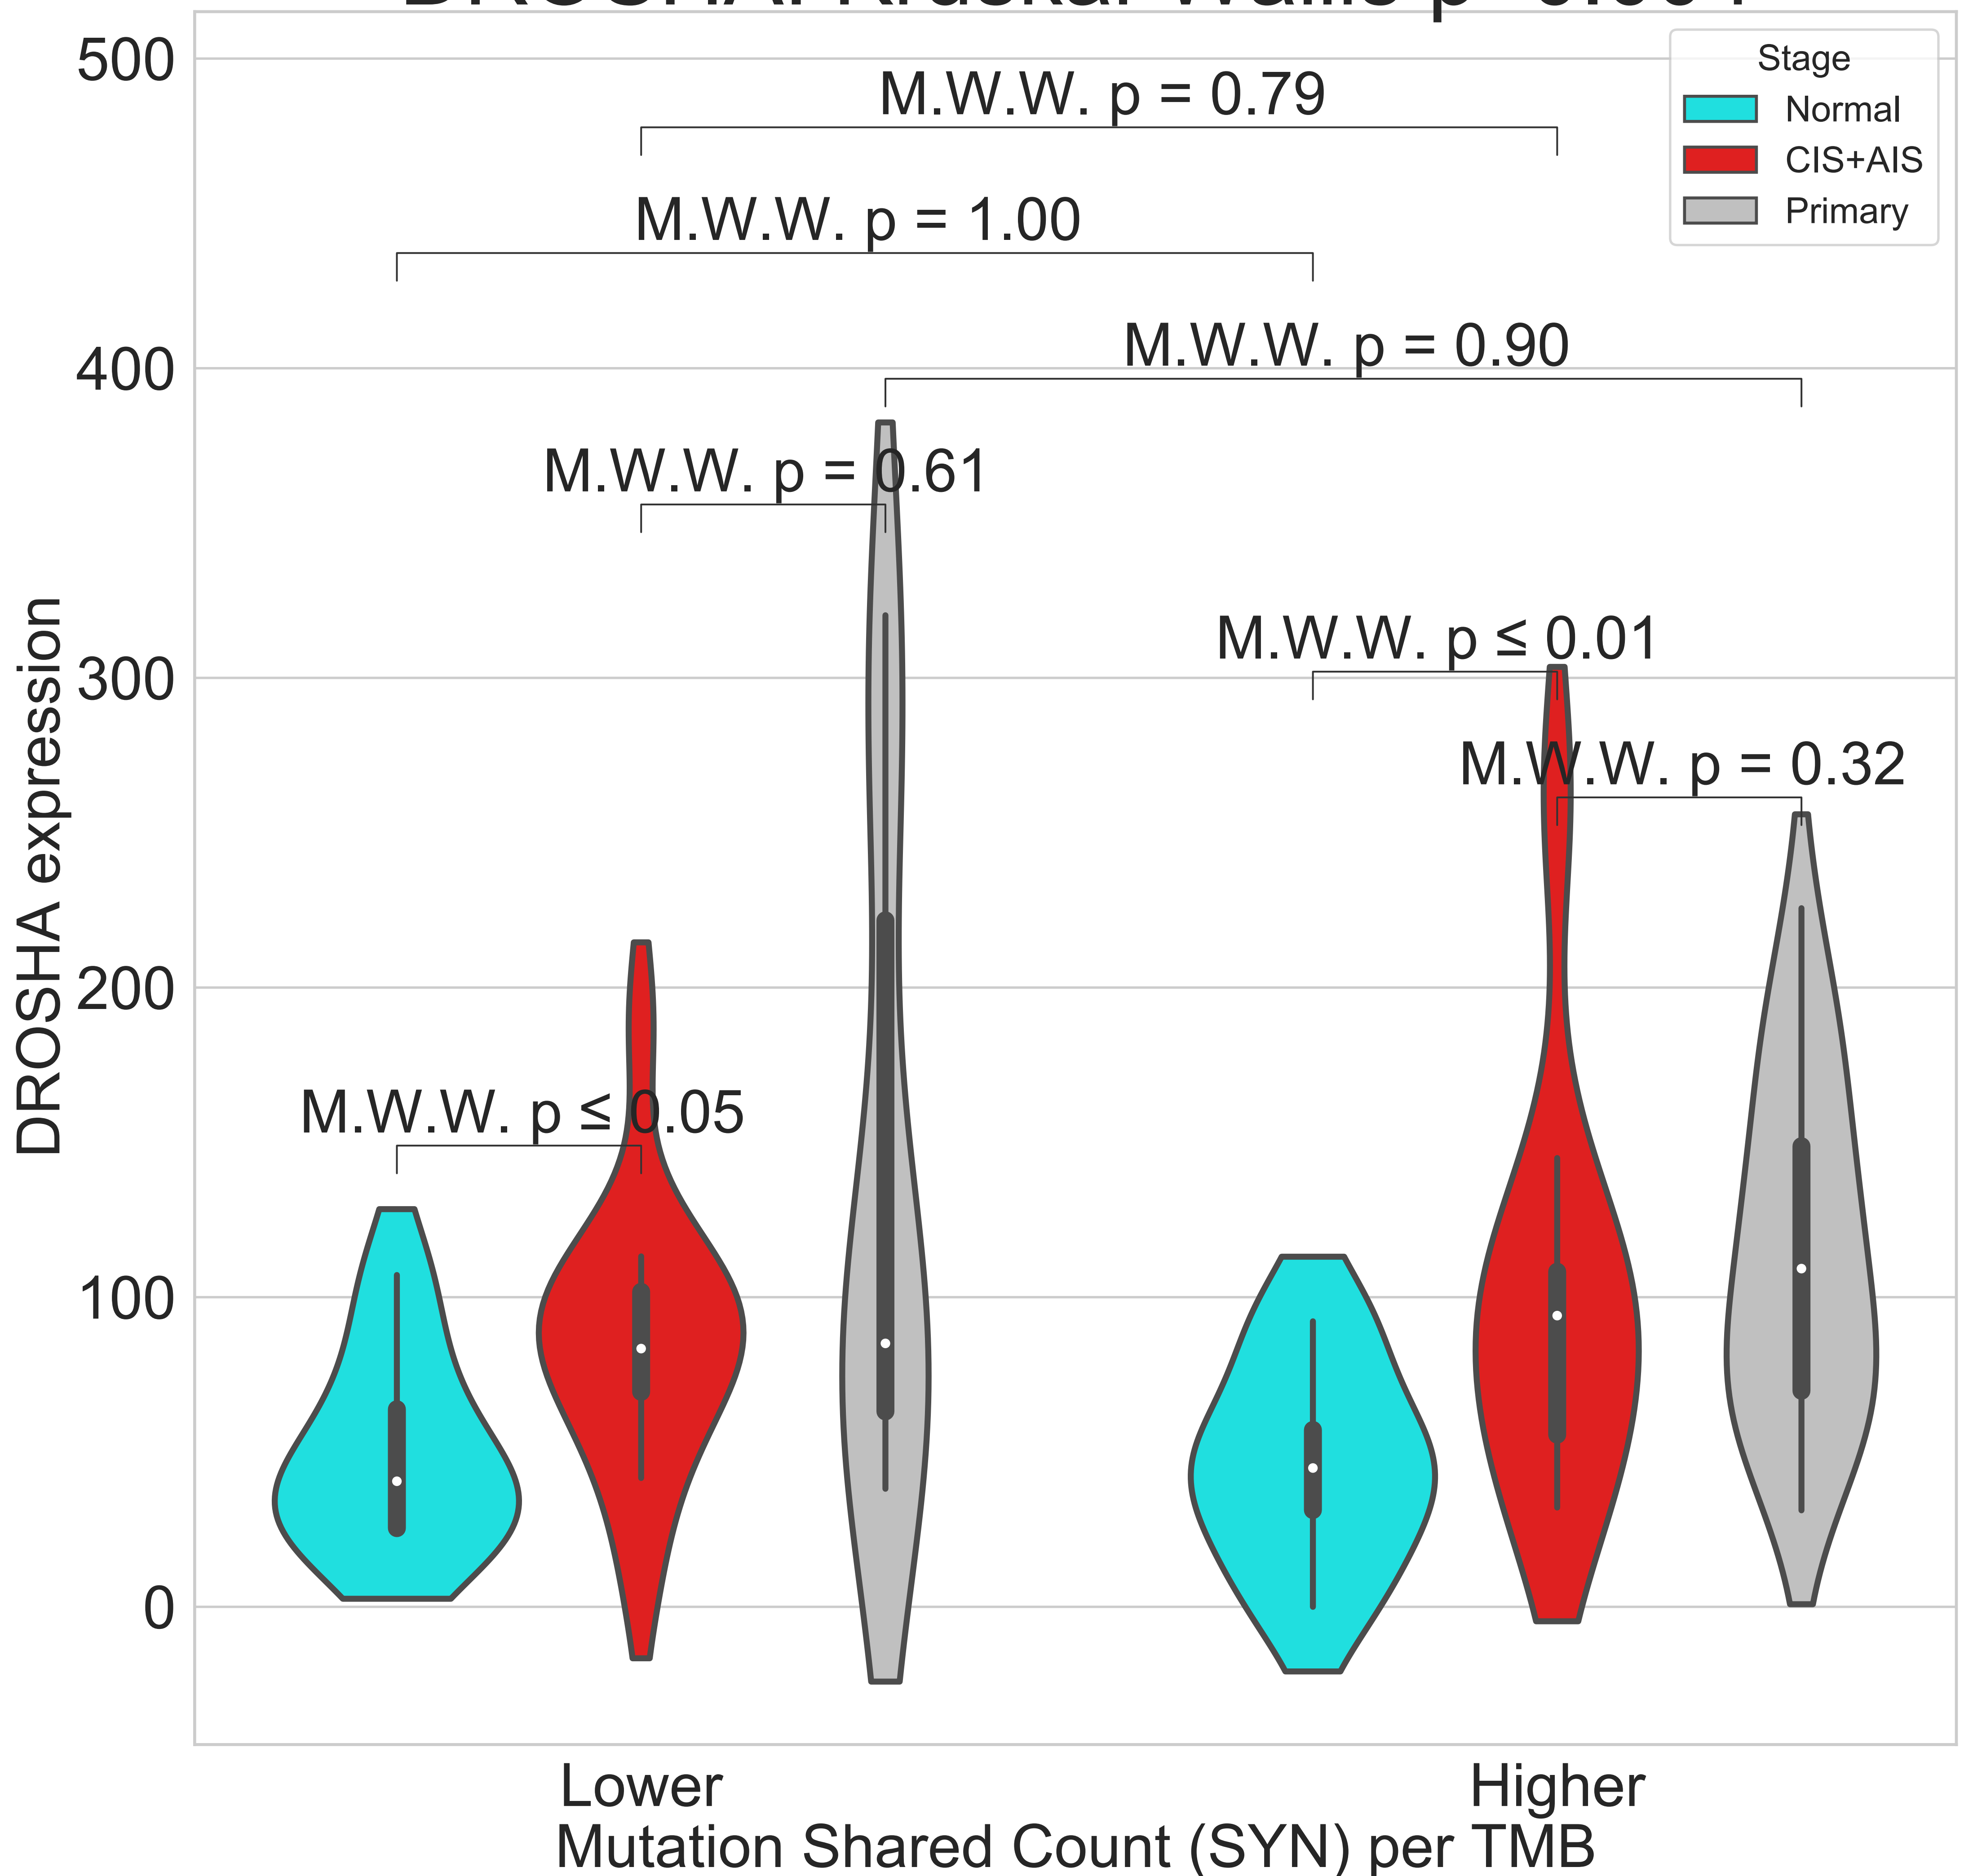 500
400
300
200
100
0
DROSHA expression
Stage
Normal
CIS+AIS
Primary
M.W.W. p = 0.79
M.W.W. p = 1.00
M.W.W. p = 0.90
M.W.W. p = 0.61
M.W.W. p ≤ 0.01
M.W.W. p = 0.32
M.W.W. p ≤ 0.05
Lower
Higher
Mutation Shared Count (SYN) per TMB